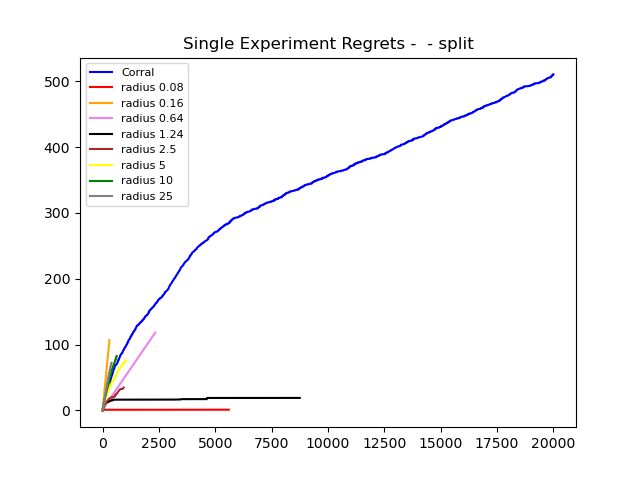 Single Experiment Regrets -  - split
Corral
radius 0.08
radius 0.16
radius 0.64
radius 1.24
radius 2.5
radius 5
radius 10
radius 25
500
400
300
200
100
0
0 2500 5000 7500 10000 12500 15000 17500 20000